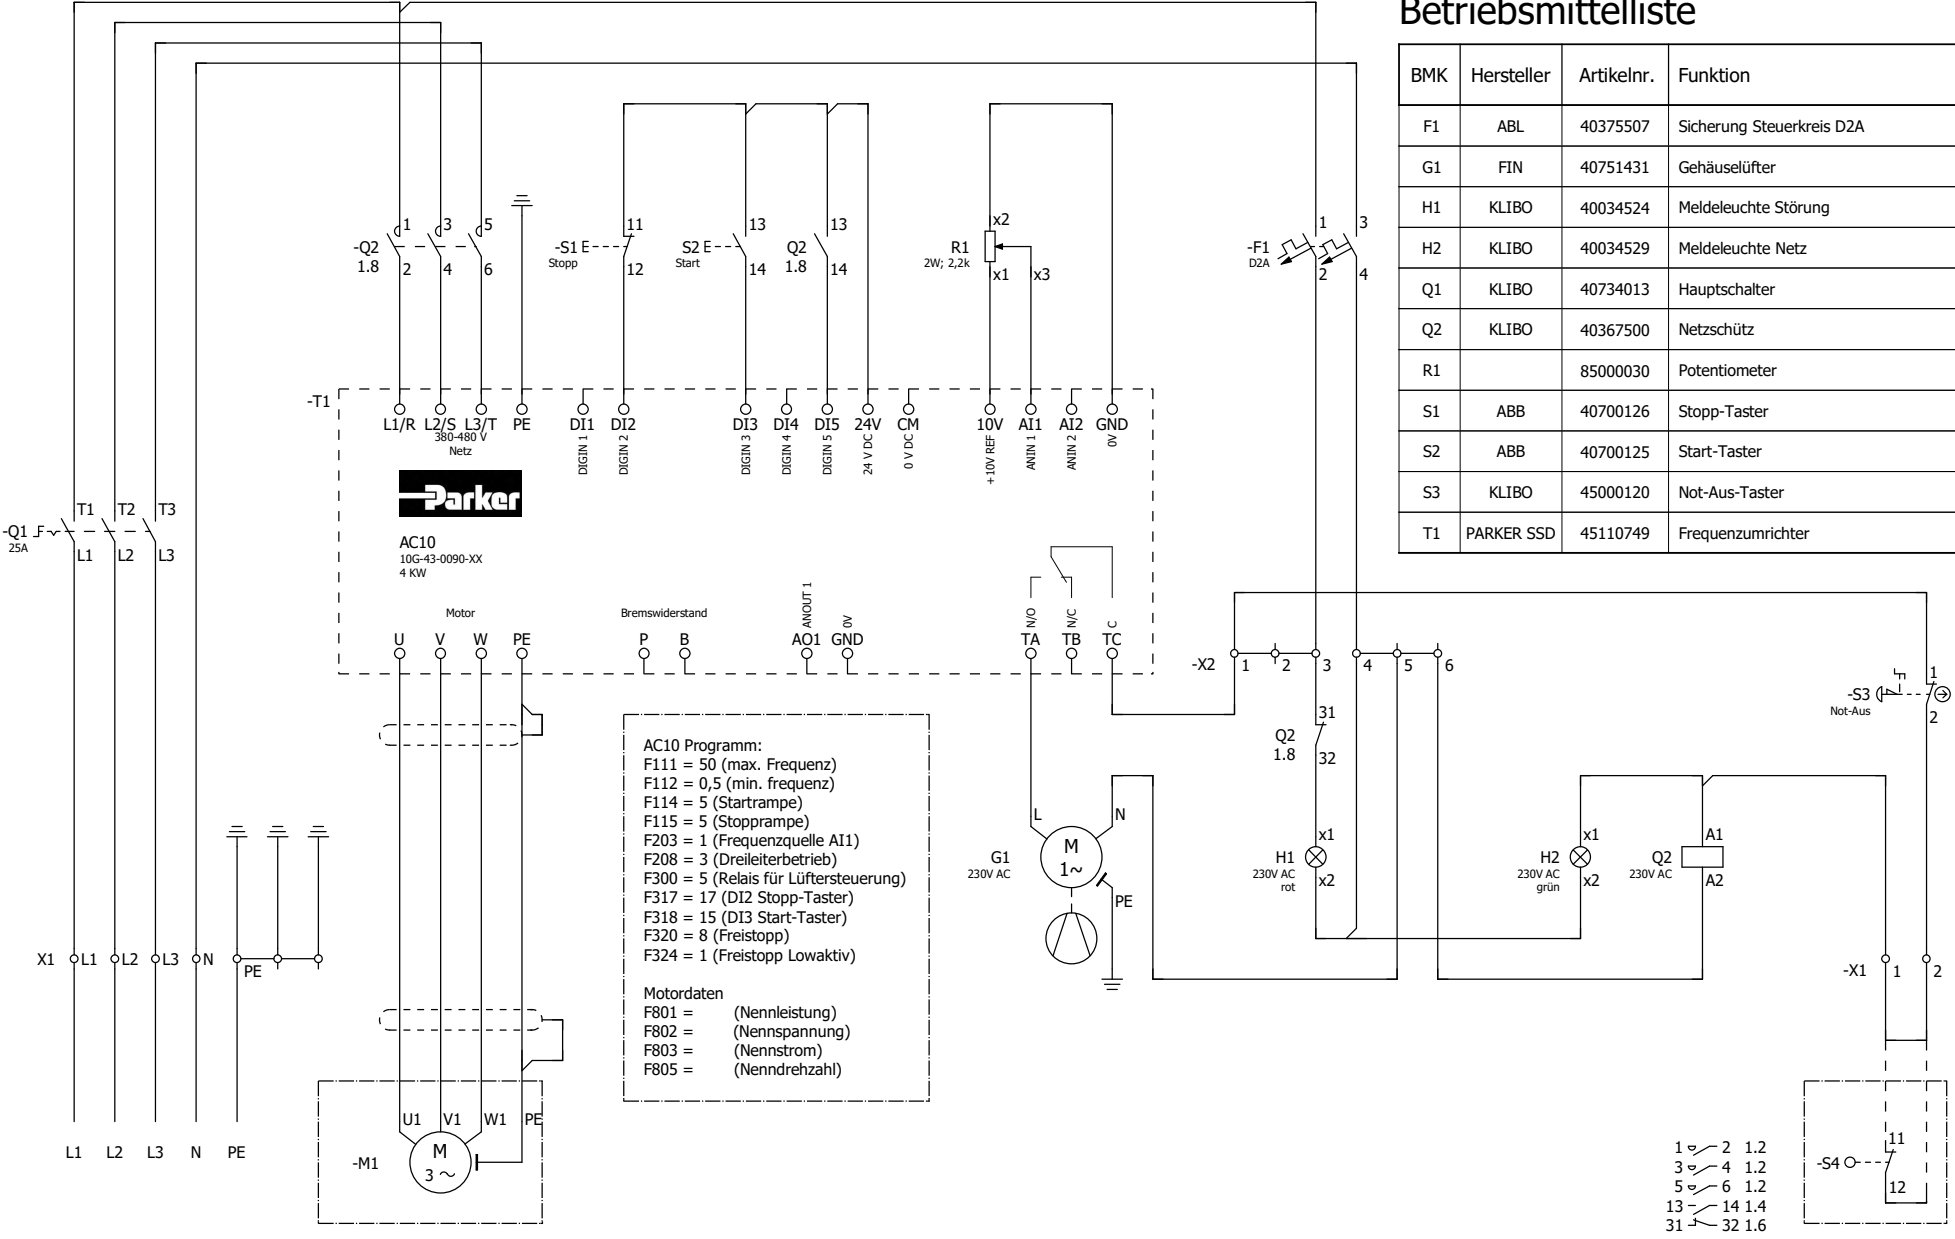 Betriebsmittelliste
BMK Hersteller Artikelnr. Funktion
F1 ABL 40375507 Sicherung Steuerkreis D2A
G1 FIN 40751431 Gehäuselüfter
H1 KLIBO 40034524 Meldeleuchte Störung
H2 KLIBO 40034529 Meldeleuchte Netz
Q1 KLIBO 40734013 Hauptschalter
Q2 KLIBO 40367500 Netzschütz
R1 85000030 Potentiometer
S1 ABB 40700126 Stopp-Taster
S2 ABB 40700125 Start-Taster
S3 KLIBO 45000120 Not-Aus-Taster
T1 PARKER SSD 45110749 Frequenzumrichter
1 3 5
-Q2
1.8
2 4 6
11
-S1 E
Stopp
12
13
S2 E
Start
14
13
Q2
1.8
14
x2
R1
2W; 2,2k
x1 x3
1 3
-F1
D2A
2 4
-T1
L1/R L2/S L3/T PE DI1 DI2 DI3 DI4 DI5 24V CM 10V AI1 AI2 GND
380-480 V
Netz
DIGIN 1
DIGIN 2
DIGIN 3
DIGIN 4
DIGIN 5
24 V DC
0 V DC
+10V REF
ANIN 1
ANIN 2
0V
Parker
AC10
10G-43-0090-XX
4 KW
T1 T2 T3
-Q1
25A
L1 L2 L3
Motor
Bremswiderstand
ANOUT 1
0V
N/O
N/C
C
U V W PE P B AO1 GND TA TB TC
-X2 1 2 3 4 5 6
1
-S3
Not-Aus
2
31
Q2
1.8
32
AC10 Programm:
F111 = 50 (max. Frequenz)
F112 = 0,5 (min. frequenz)
F114 = 5 (Startrampe)
F115 = 5 (Stopprampe)
F203 = 1 (Frequenzquelle AI1)
F208 = 3 (Dreileiterbetrieb)
F300 = 5 (Relais für Lüftersteuerung)
F317 = 17 (DI2 Stopp-Taster)
F318 = 15 (DI3 Start-Taster)
F320 = 8 (Freistopp)
F324 = 1 (Freistopp Lowaktiv)
Motordaten
F801 = (Nennleistung)
F802 = (Nennspannung)
F803 = (Nennstrom)
F805 = (Nenndrehzahl)
L N
G1
230V AC
M
1~
PE
x1
H1
230V AC
rot
x2
x1
H2
230V AC
grün
x2
A1
Q2
230V AC
A2
X1 L1 L2 L3 N PE
-X1 1 2
U1 V1 W1 PE
-M1
M
3 ~
L1 L2 L3 N PE
1 2 1.2
3 4 1.2
5 6 1.2
13 14 1.4
31 32 1.6
11
-S4
12